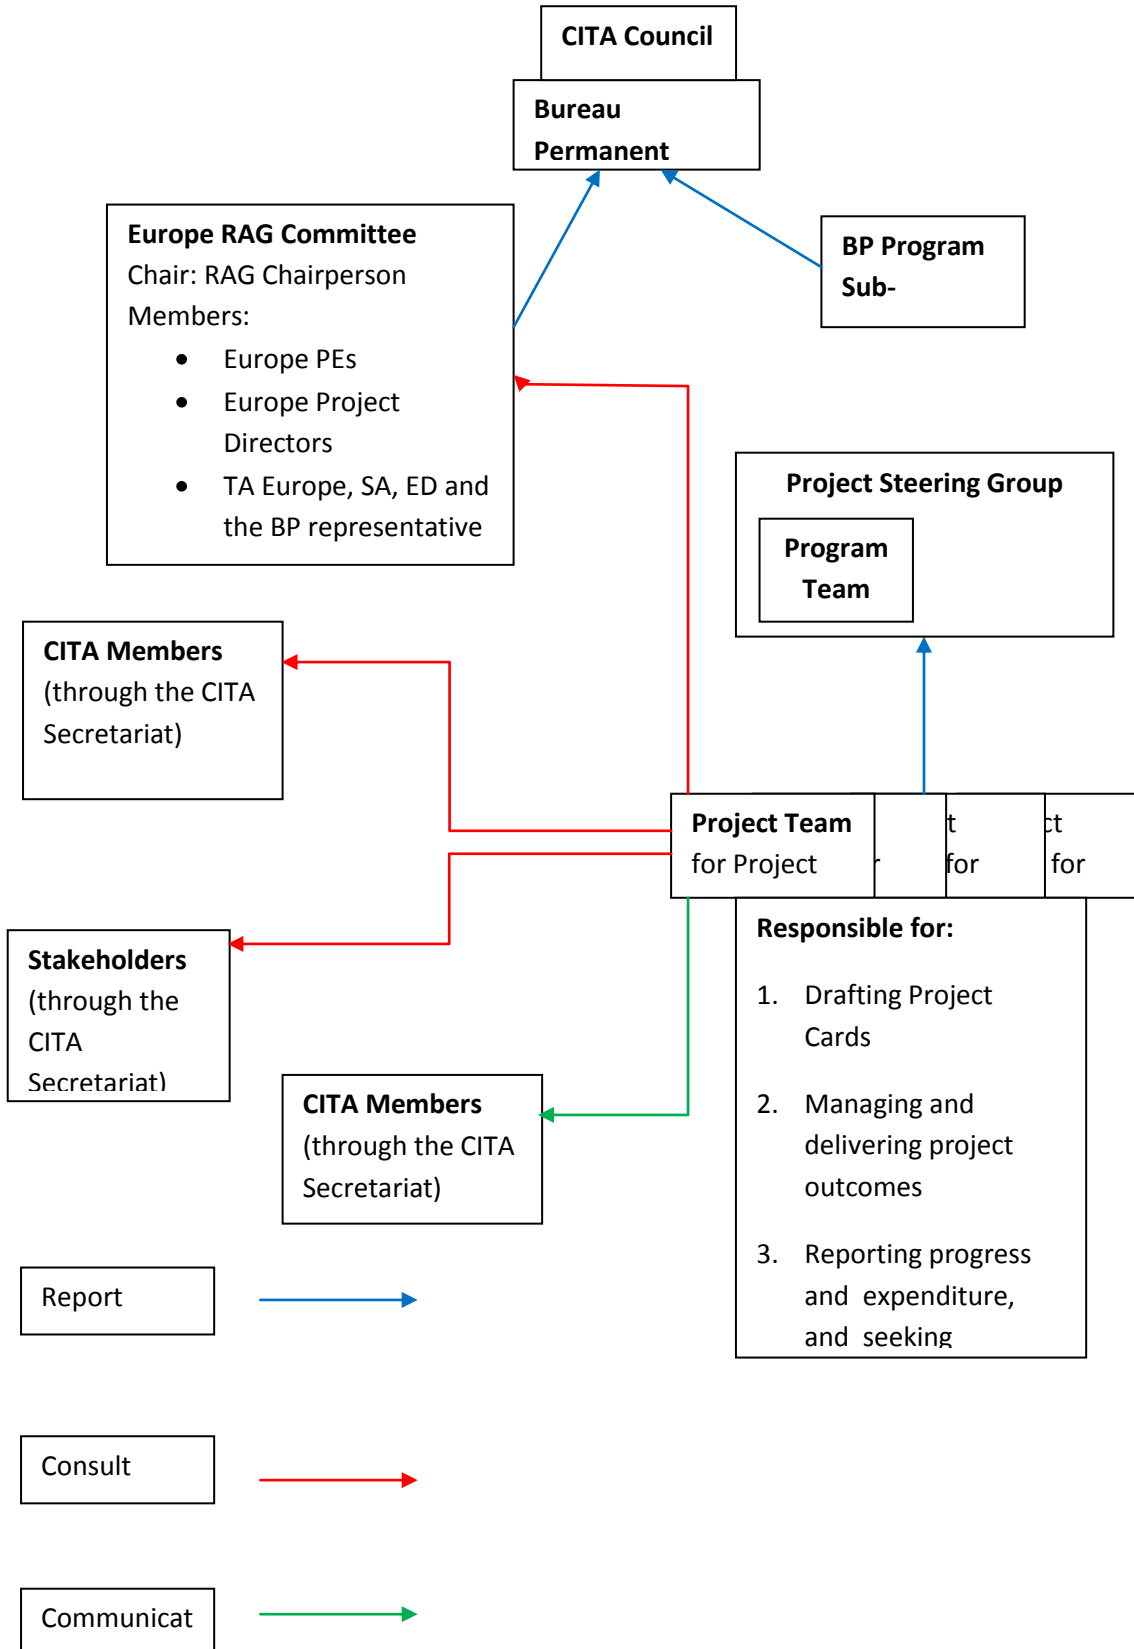 CITA Council
Bureau
Permanent
Europe RAG Committee
Chair: RAG Chairperson
Members:
• Europe PEs
• Europe Project
Directors
• TA Europe, SA, ED and
the BP representative
BP Program
Sub-
Project Steering Group
Program
Team
CITA Members
(through the CITA
Secretariat)
Project Team
for Project
r
t
for
ct
for
Stakeholders
(through the
CITA
Secretariat)
CITA Members
(through the CITA
Secretariat)
Responsible for:
1. Drafting Project
Cards
2. Managing and
delivering project
outcomes
3. Reporting progress
and expenditure,
and seeking
Report
Consult
Communicat